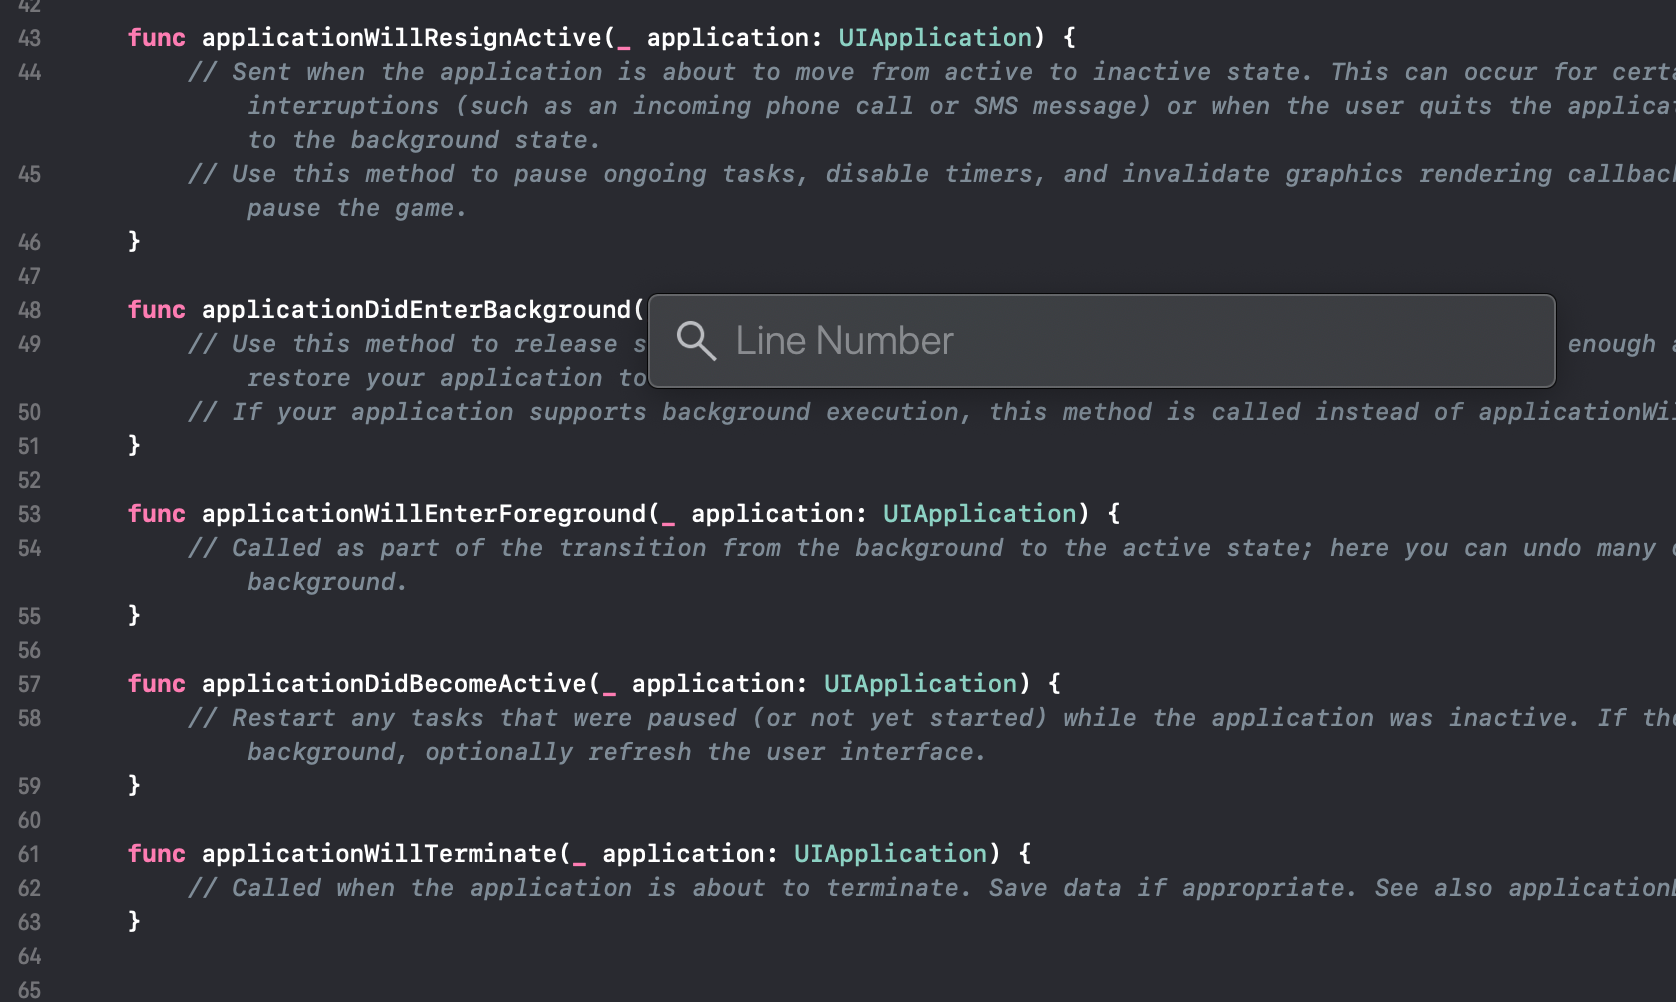 42
43 func applicationWillResignActive(_ application: UIApplication) {
44 // Sent when the application is about to move from active to inactive state. This can occur for
interruptions (such as an incoming phone call or SMS message) or when the user quits the
to the background state.
45 // Use this method to pause ongoing tasks, disable timers, and invalidate graphics rendering
pause the game.
46 }
47
48 func applicationDidEnterBackground(
Line Number
49 // Use this method to release enough
restore your application to
50 // If your application supports background execution, this method is called instead of
51 }
52
53 func applicationWillEnterForeground(_ application: UIApplication) {
54 // Called as part of the transition from the background to the active state; here you can undo many
background.
55 }
56
57 func applicationDidBecomeActive(_ application: UIApplication) {
58 // Restart any tasks that were paused (or not yet started) while the application was inactive. If
background, optionally refresh the user interface.
59 }
60
61 func applicationWillTerminate(_ application: UIApplication) {
62 // Called when the application is about to terminate. Save data if appropriate. See also
63 }
64
65